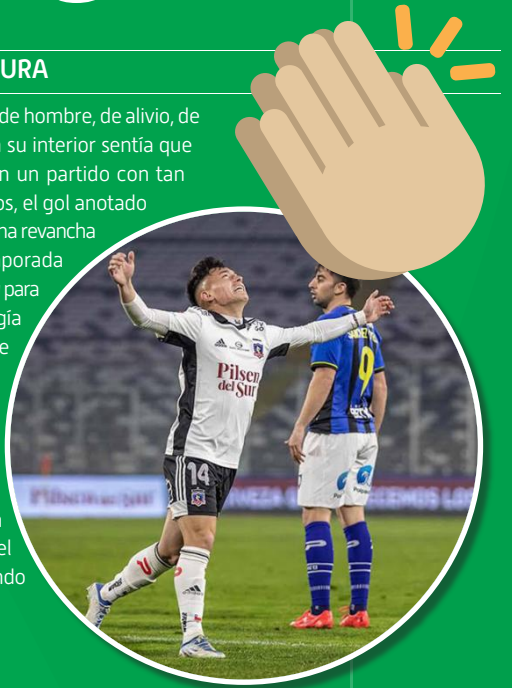 URA
de hombre, de alivio, de
su interior sentía que
n un partido con tan
os, el gol anotado
na revancha
porada
para
gía
e
9
Pilsen
del Sur
14
el
ndo